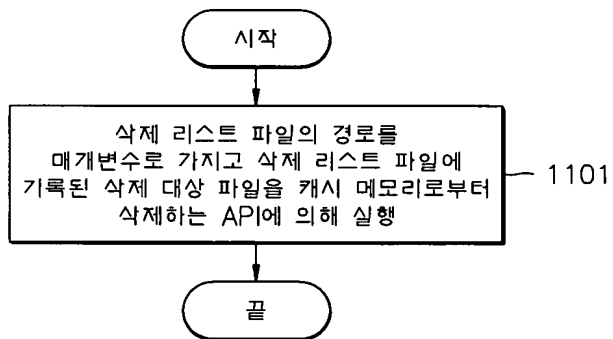 시작
삭제 리스트 파일의 경로를
매개변수로 가지고 삭제 리스트 파일에
기록된 삭제 대상 파일을 캐시 메모리로부터
삭제하는 API에 의해 실행
1101
끝